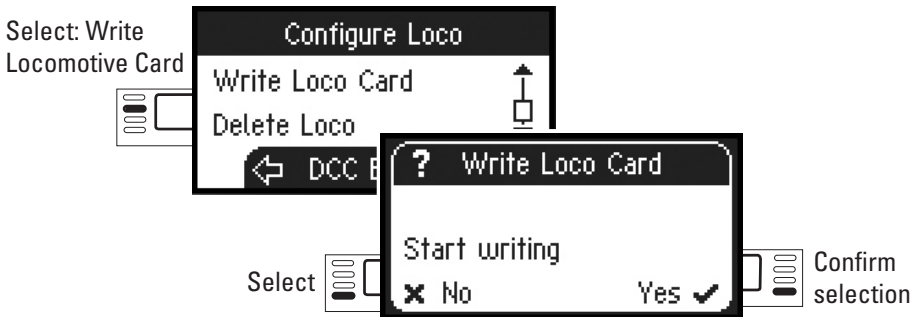 Select: Write
Locomotive Card
Configure Loco
Write Loco Card
Delete Loco
DCC
? Write Loco Card
Start writing
No
Yes
Select
Confirm
selection